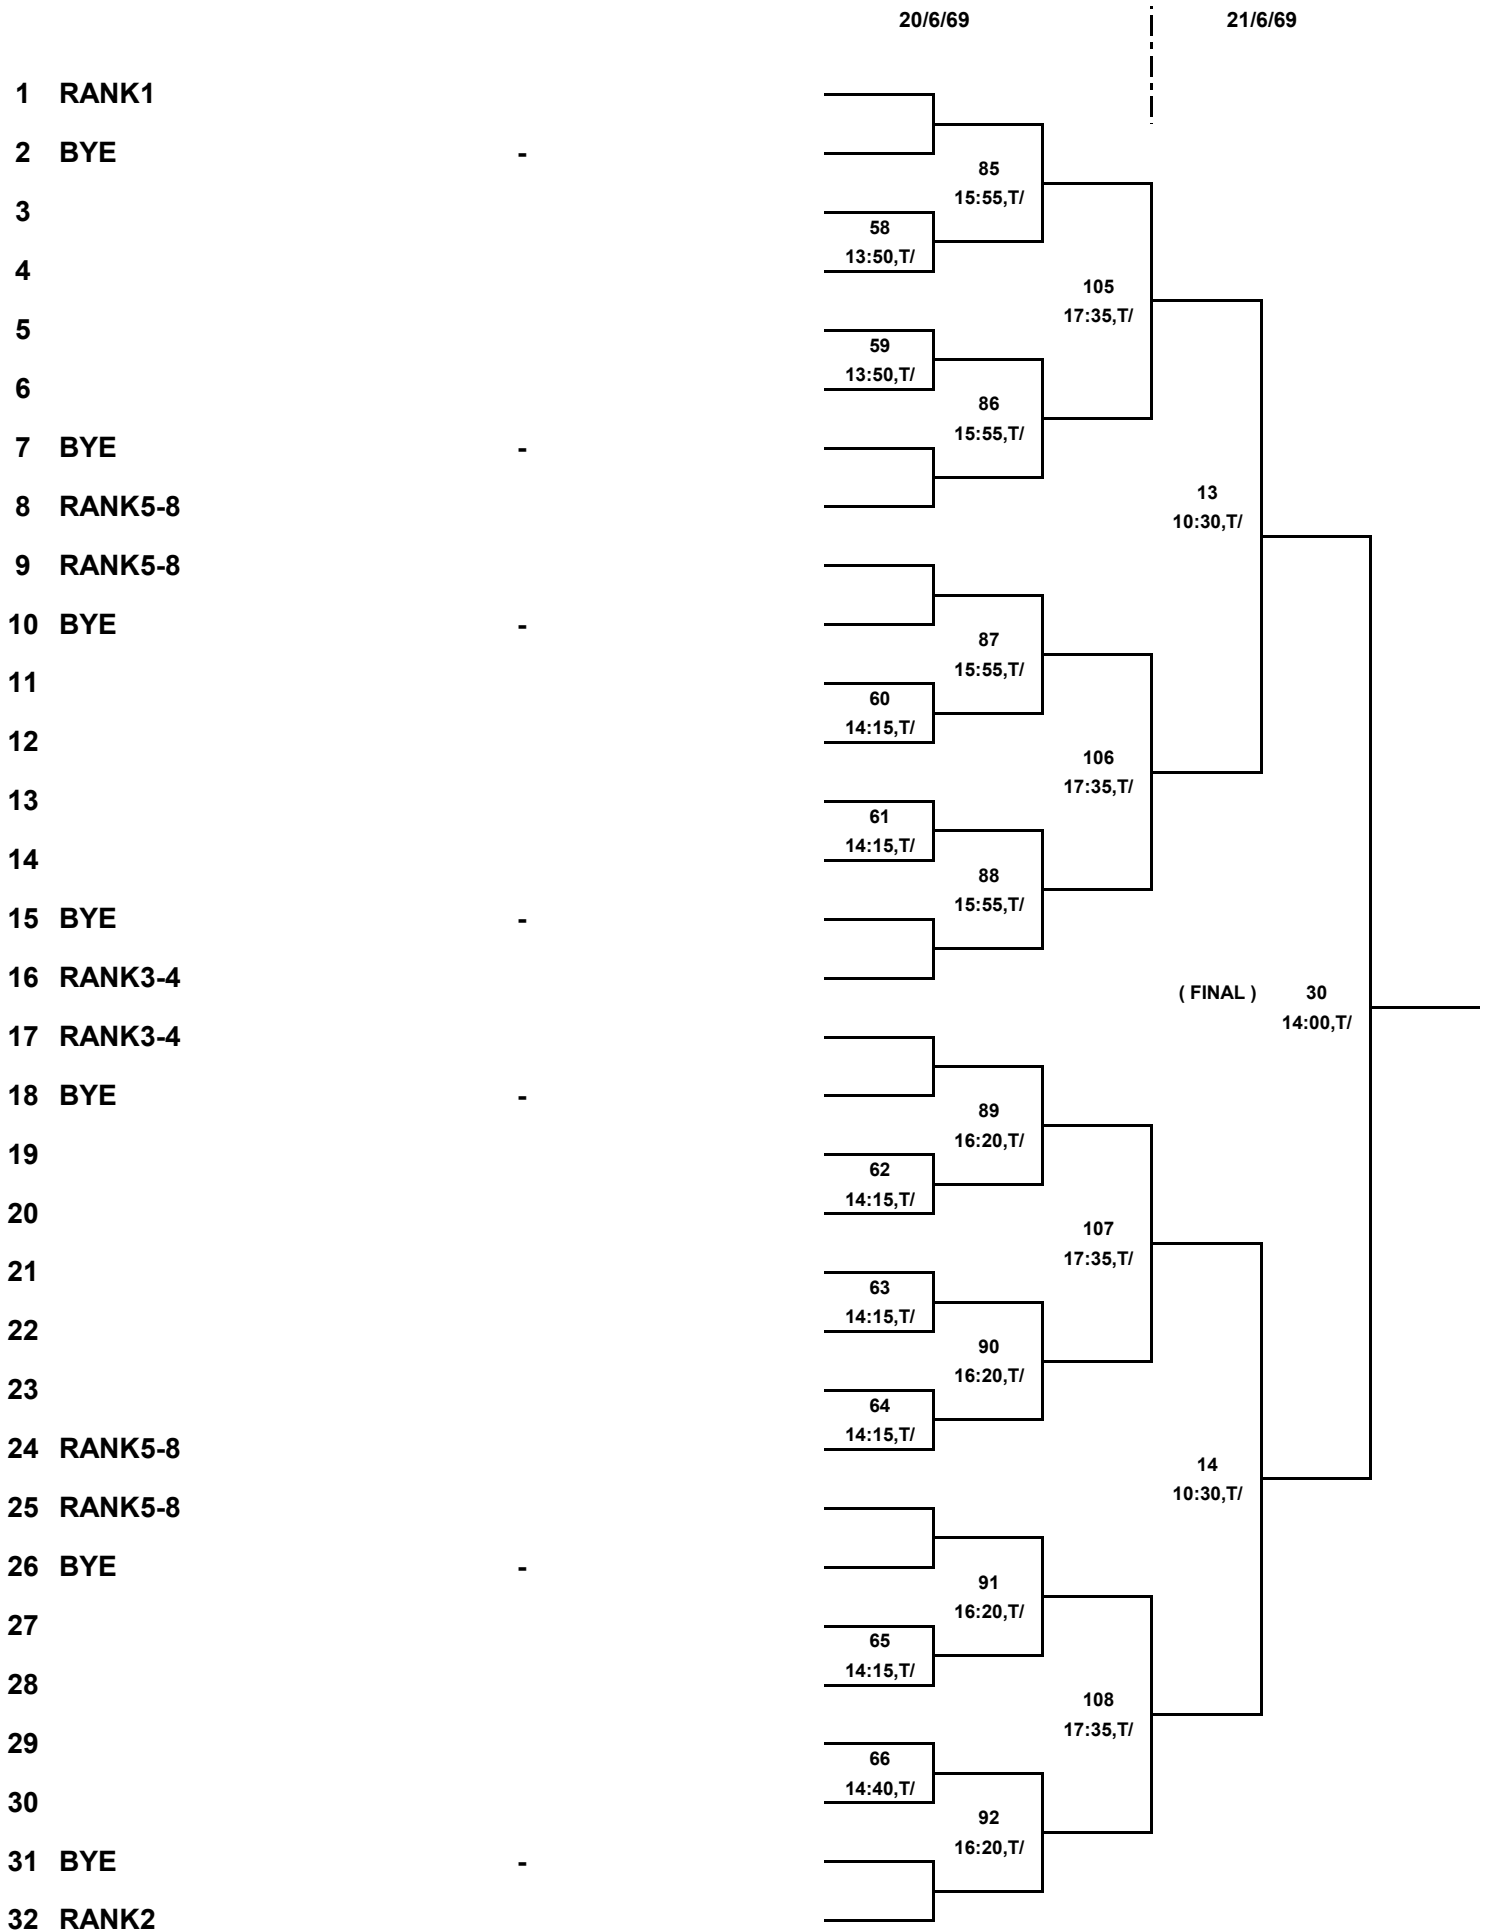 20/6/69 21/6/69
1 RANK1
2 BYE -
85
15:55,T/
3
58
13:50,T/
4
105
17:35,T/
5
59
13:50,T/
6
86
15:55,T/
7 BYE -
13
8 RANK5-8
10:30,T/
9 RANK5-8
10 BYE -
87
15:55,T/
11
60
14:15,T/
12
106
17:35,T/
13
61
14:15,T/
14
88
15:55,T/
15 BYE -
16 RANK3-4
( FINAL ) 30
14:00,T/
17 RANK3-4
18 BYE -
89
16:20,T/
19
62
14:15,T/
20
107
17:35,T/
21
63
14:15,T/
22
90
16:20,T/
23
64
14:15,T/
24 RANK5-8
14
10:30,T/
25 RANK5-8
26 BYE -
91
16:20,T/
27
65
14:15,T/
28
108
17:35,T/
29
66
14:40,T/
30
92
16:20,T/
31 BYE -
32 RANK2